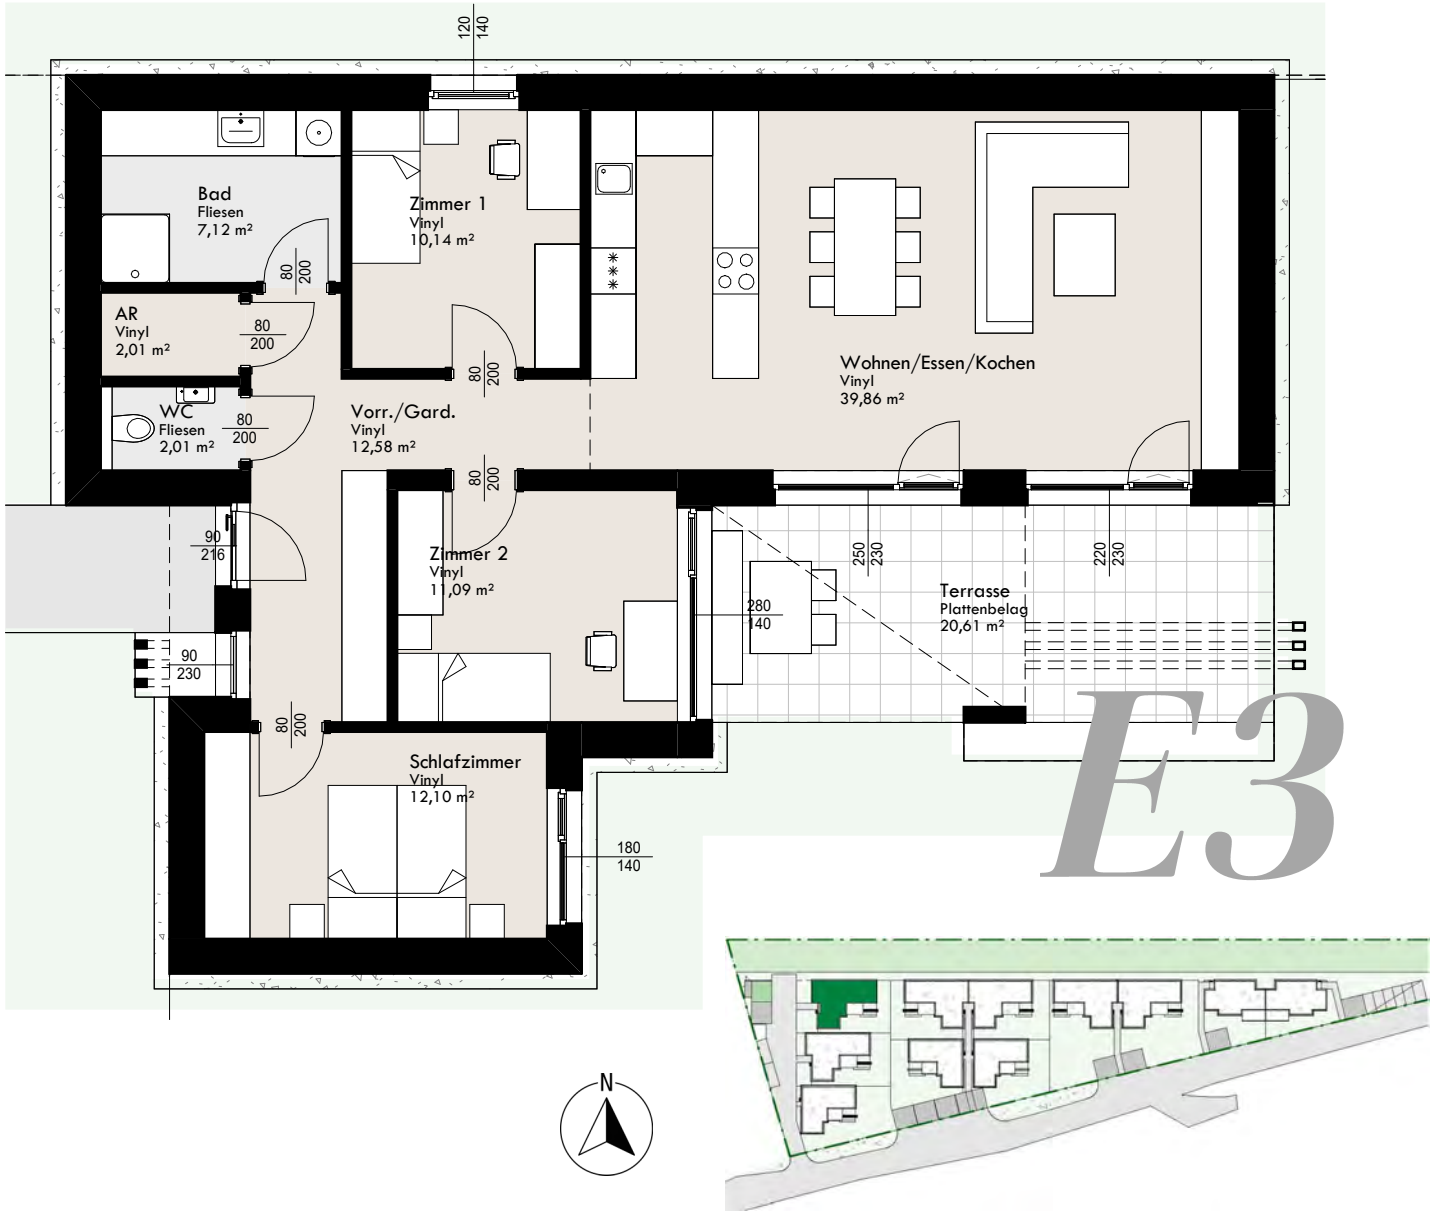 120
140
Bad
Fliesen
7,12 m²
80
200
Zimmer 1
Vinyl
10,14 m²
AR
Vinyl
2,01 m²
80
200
80
200
Wohnen/Essen/Kochen
Vinyl
39,86 m²
WC
Fliesen
2,01 m²
80
200
Vorr./Gard.
Vinyl
12,58 m²
80
200
90
216
Zimmer 2
Vinyl
11,09 m²
250
230
220
230
Terrasse
Plattenbelag
20,61 m²
280
140
90
230
80
200
Schlafzimmer
Vinyl
12,10 m²
180
140
E3
N